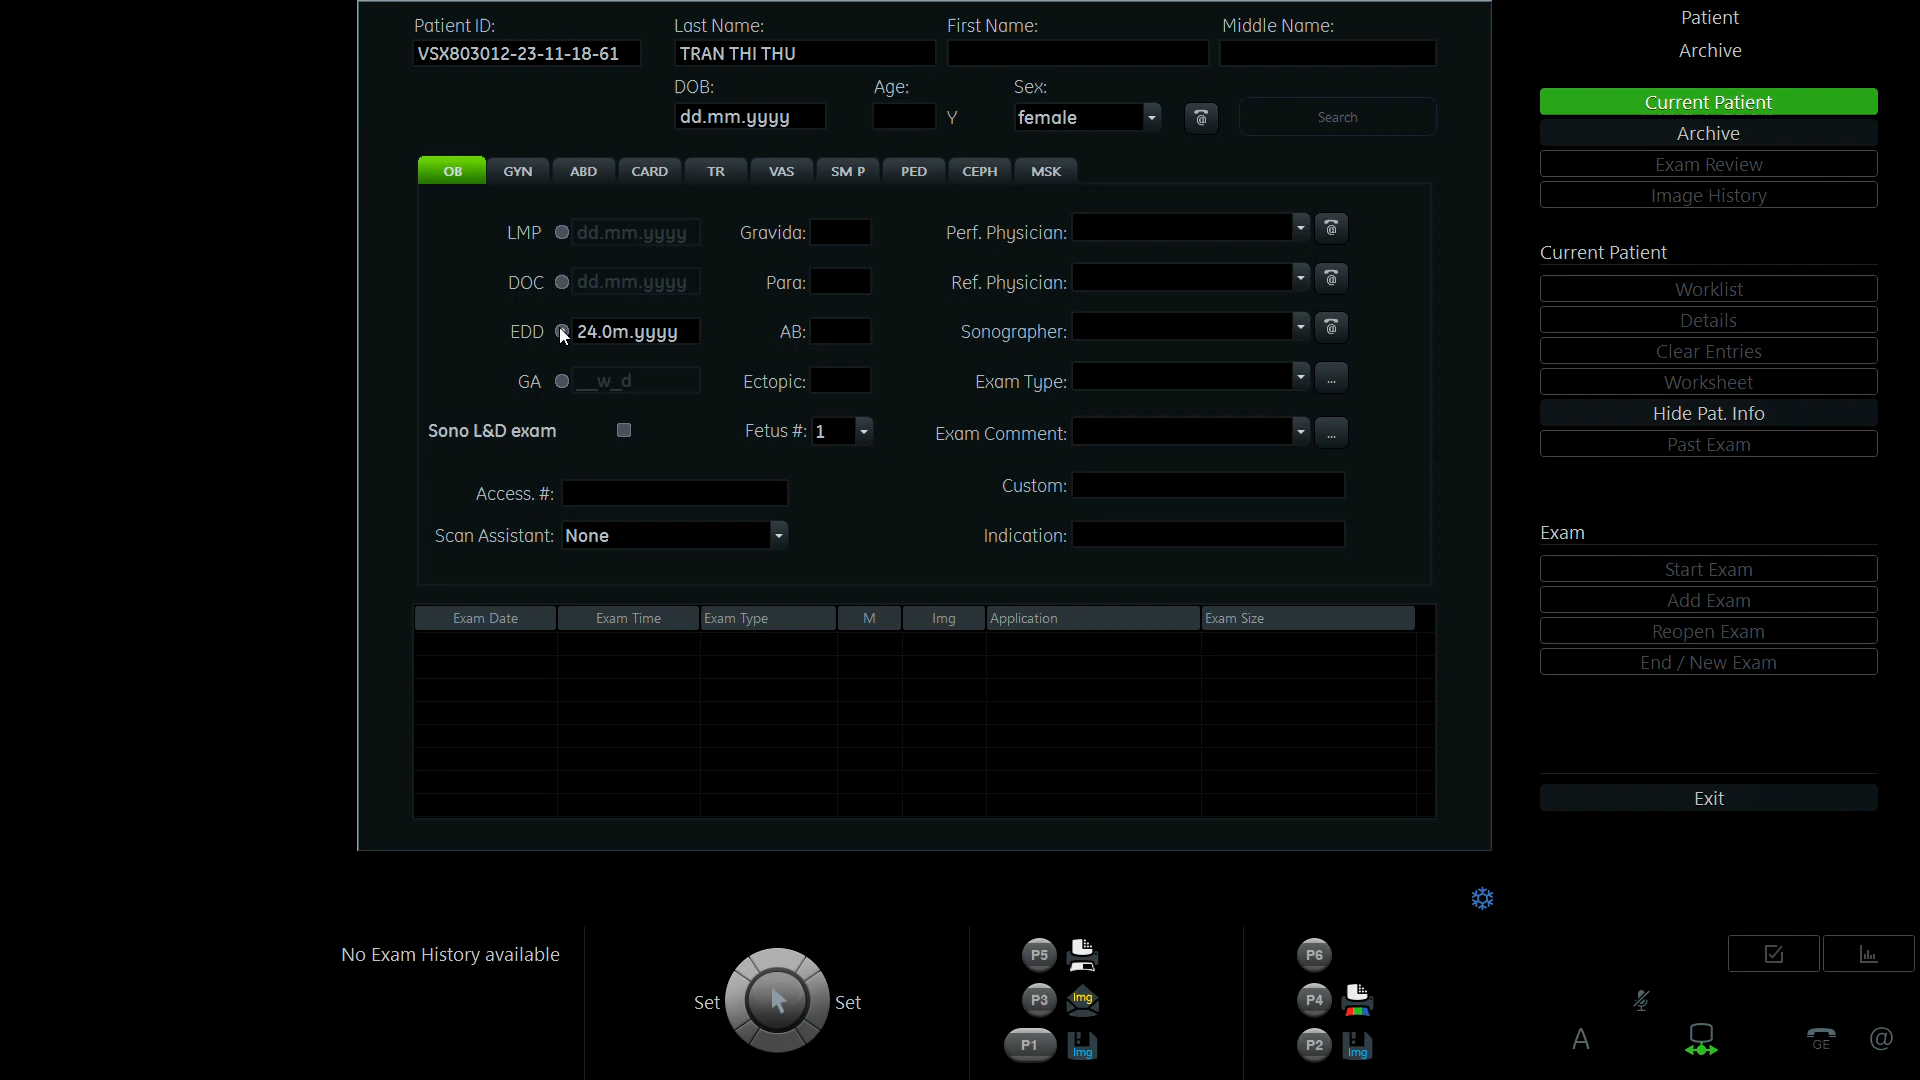 Patient ID: Last Name: First Name: Middle Name:
VSX803012-23-11-18-61 TRAN THI THU
DOB: Age: Sex:
dd.mm.yyyy Y female Search
OB GYN ABD CARD TR VAS SM P PED CEPH MSK
LMP dd.mm.yyyy Gravida: Perf. Physician:
DOC dd.mm.yyyy Para: Ref. Physician:
EDD 24.0m.yyyy AB: Sonographer:
GA __w_d Ectopic: Exam Type: ...
Sono L&D exam Fetus #: 1 Exam Comment: ...
Access. #: Custom:
Scan Assistant: None Indication:
Exam Date Exam Time Exam Type M Img Application Exam Size
Patient
Archive
Current Patient
Archive
Exam Review
Image History
Current Patient
Worklist
Details
Clear Entries
Worksheet
Hide Pat. Info
Past Exam
Exam
Start Exam
Add Exam
Reopen Exam
End / New Exam
Exit
No Exam History available
Set Set
P5 P6
P3 Img P4
P1 Img P2 Img
A GE @